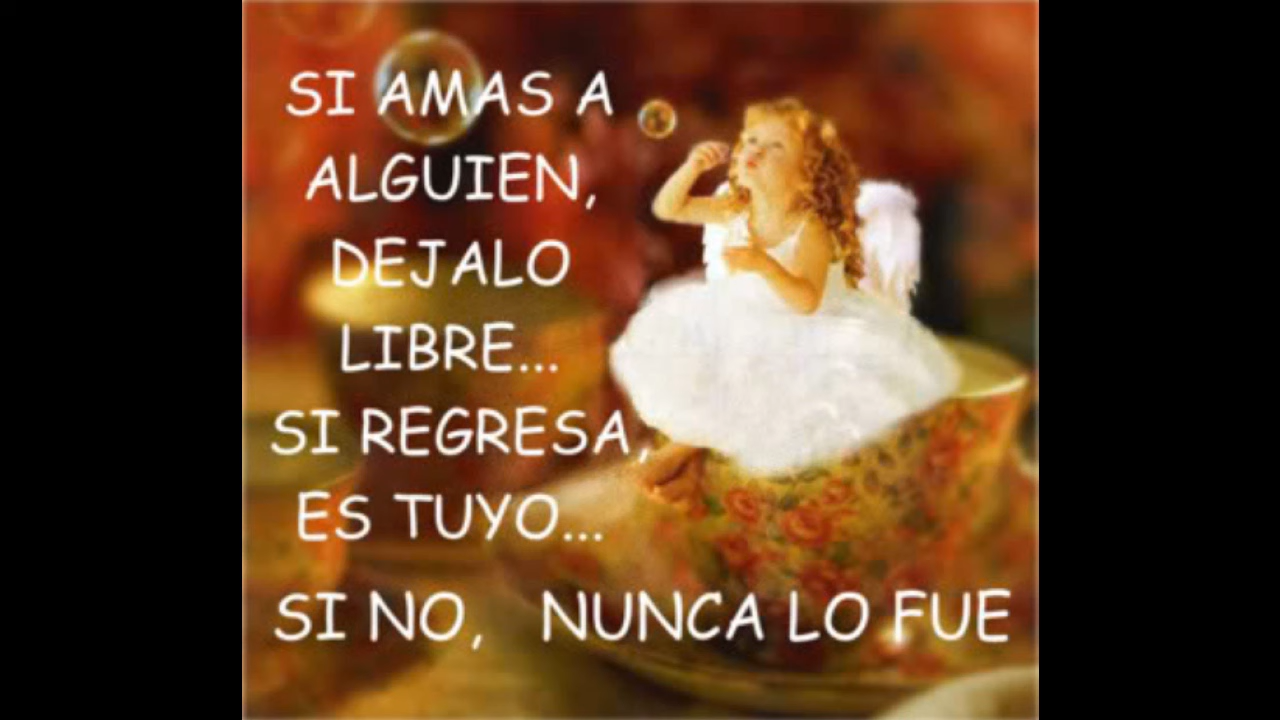 SI AMAS A
ALGUIEN,
DEJALO
LIBRE...
SI REGRESA,
ES TUYO...
SI NO, NUNCA LO FUE